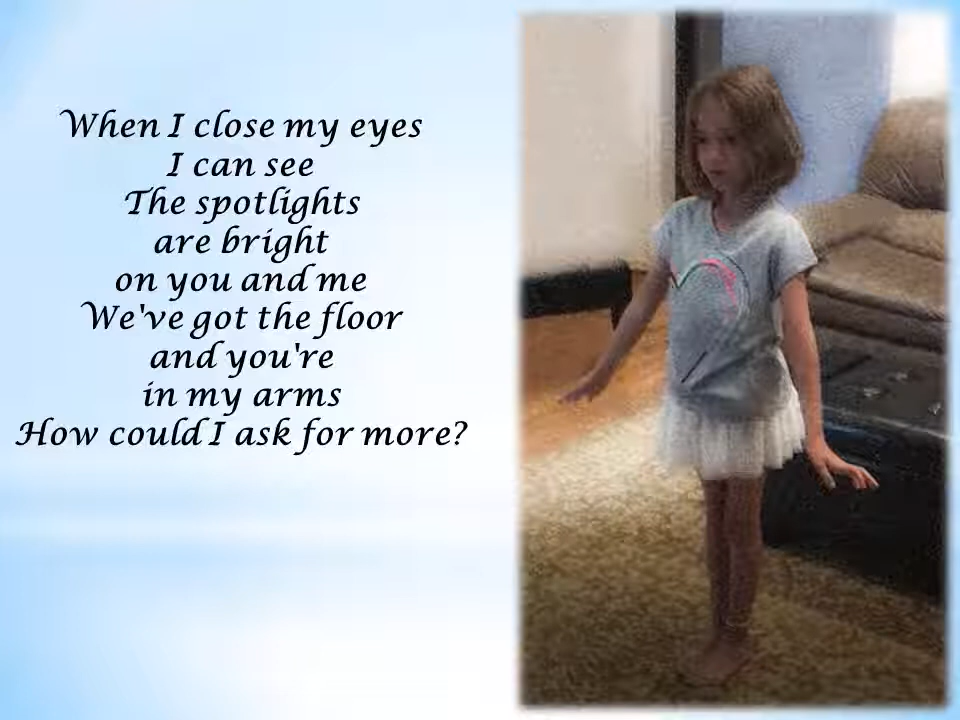 When I close my eyes
I can see
The spotlights
are bright
on you and me
We've got the floor
and you're
in my arms
How could I ask for more?